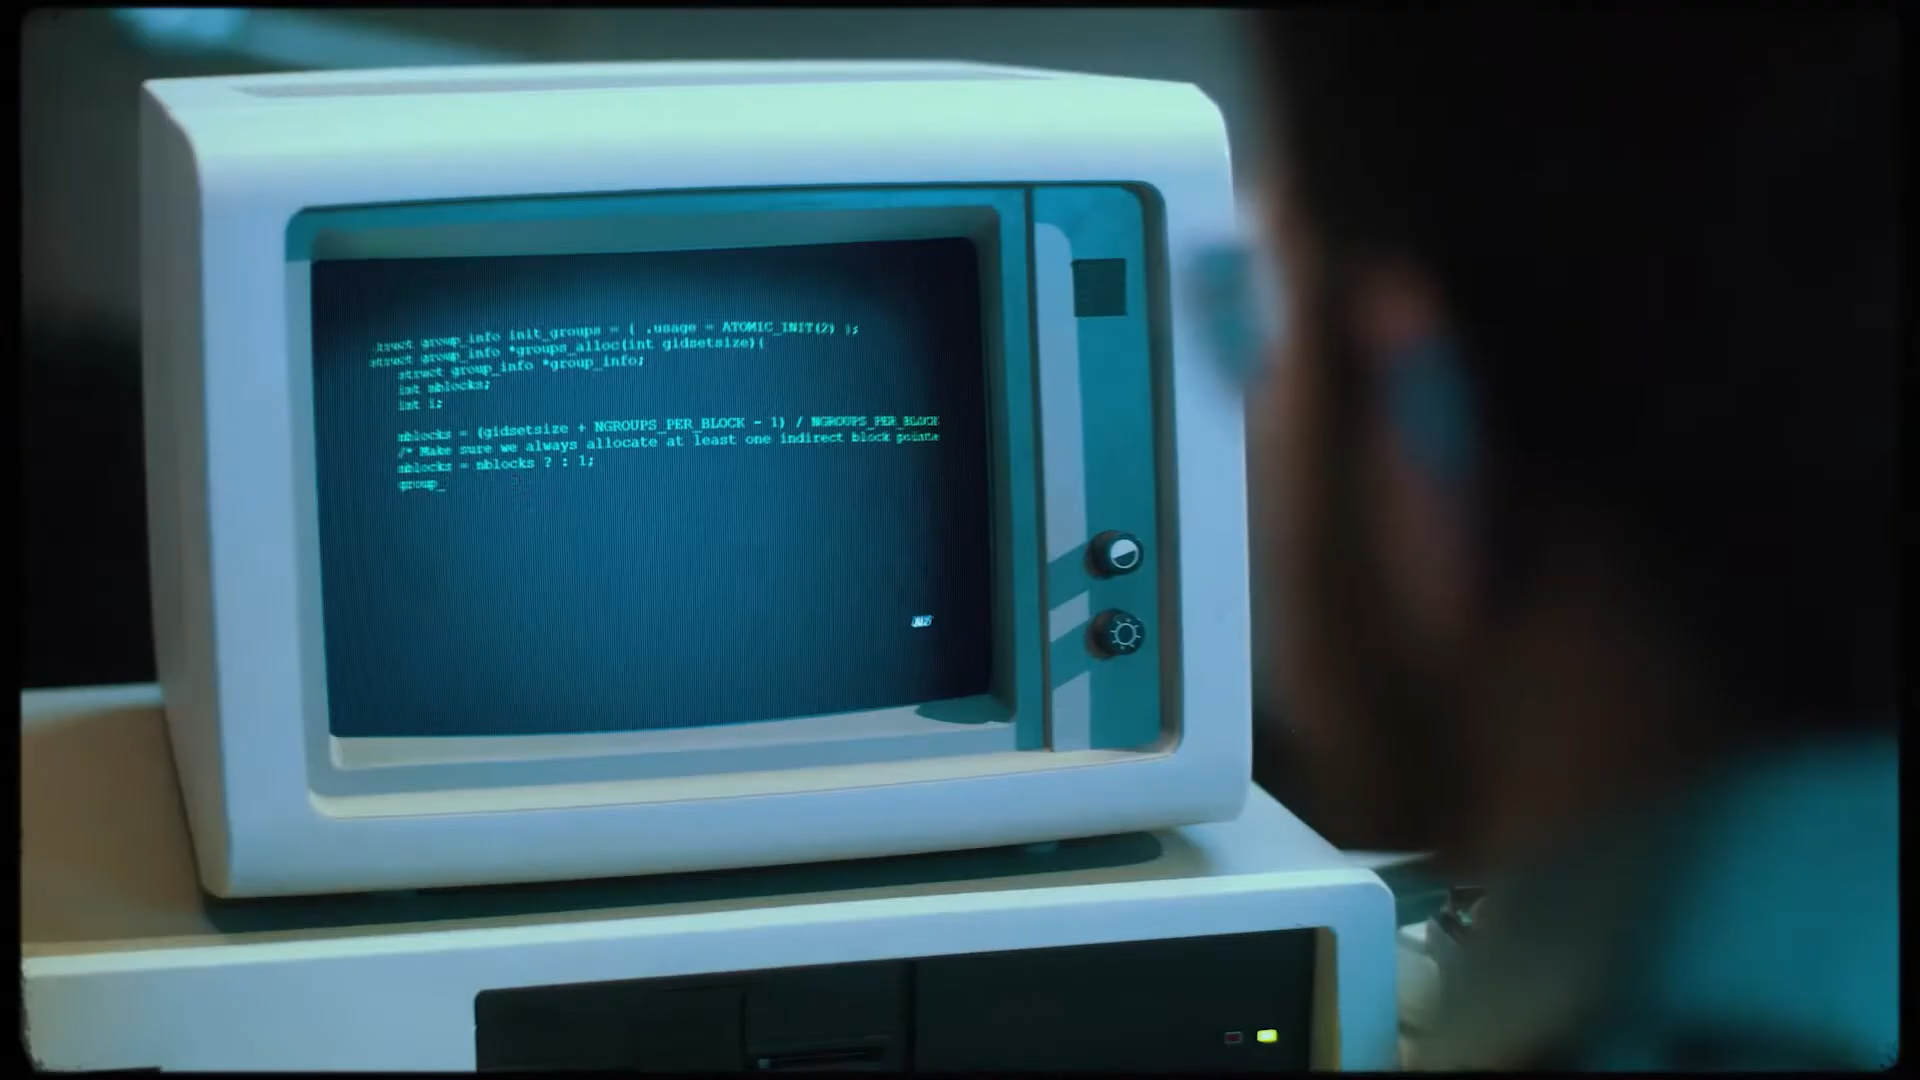 struct group_info init_groups = { .usage = ATOMIC_INIT(2) };
struct group_info *groups_alloc(int gidsetsize){
struct group_info *group_info;
int nblocks;
int i;
nblocks = (gidsetsize + NGROUPS_PER_BLOCK - 1) / NGROUPS_PER_BLOCK
/* Make sure we always allocate at least one indirect block pointe
nblocks = nblocks ? : 1;
group_